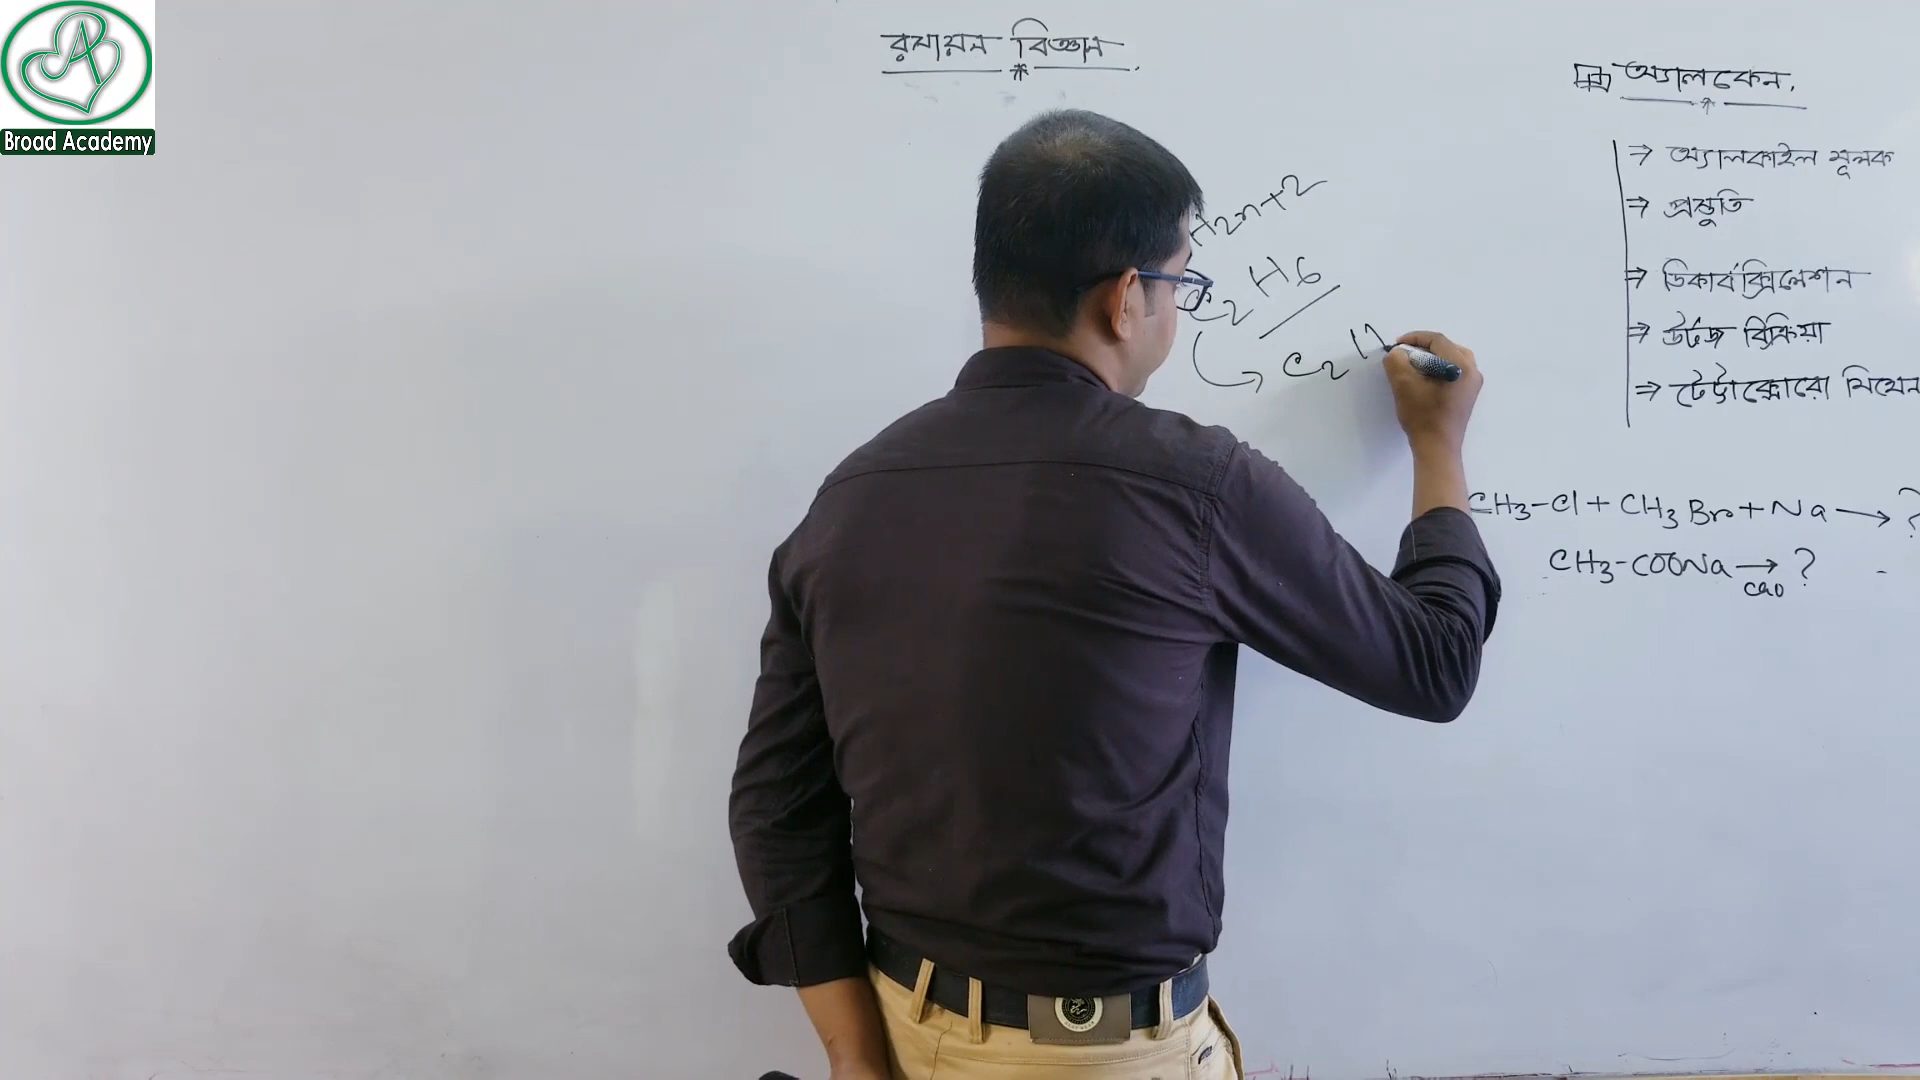 Broad Academy
রসায়ন বিজ্ঞান
H2n+2
C2H6
C2H
অ্যালকেন.
⇒ অ্যালকাইল মূলক
⇒ প্রস্তুতি
⇒ ডিকার্বক্সিলেশন
⇒ উর্টজ বিক্রিয়া
⇒ টেট্রাক্লোরো মিথেন
CH3-Cl + CH3Br + Na → ?
CH3-COONa → ?
CaO